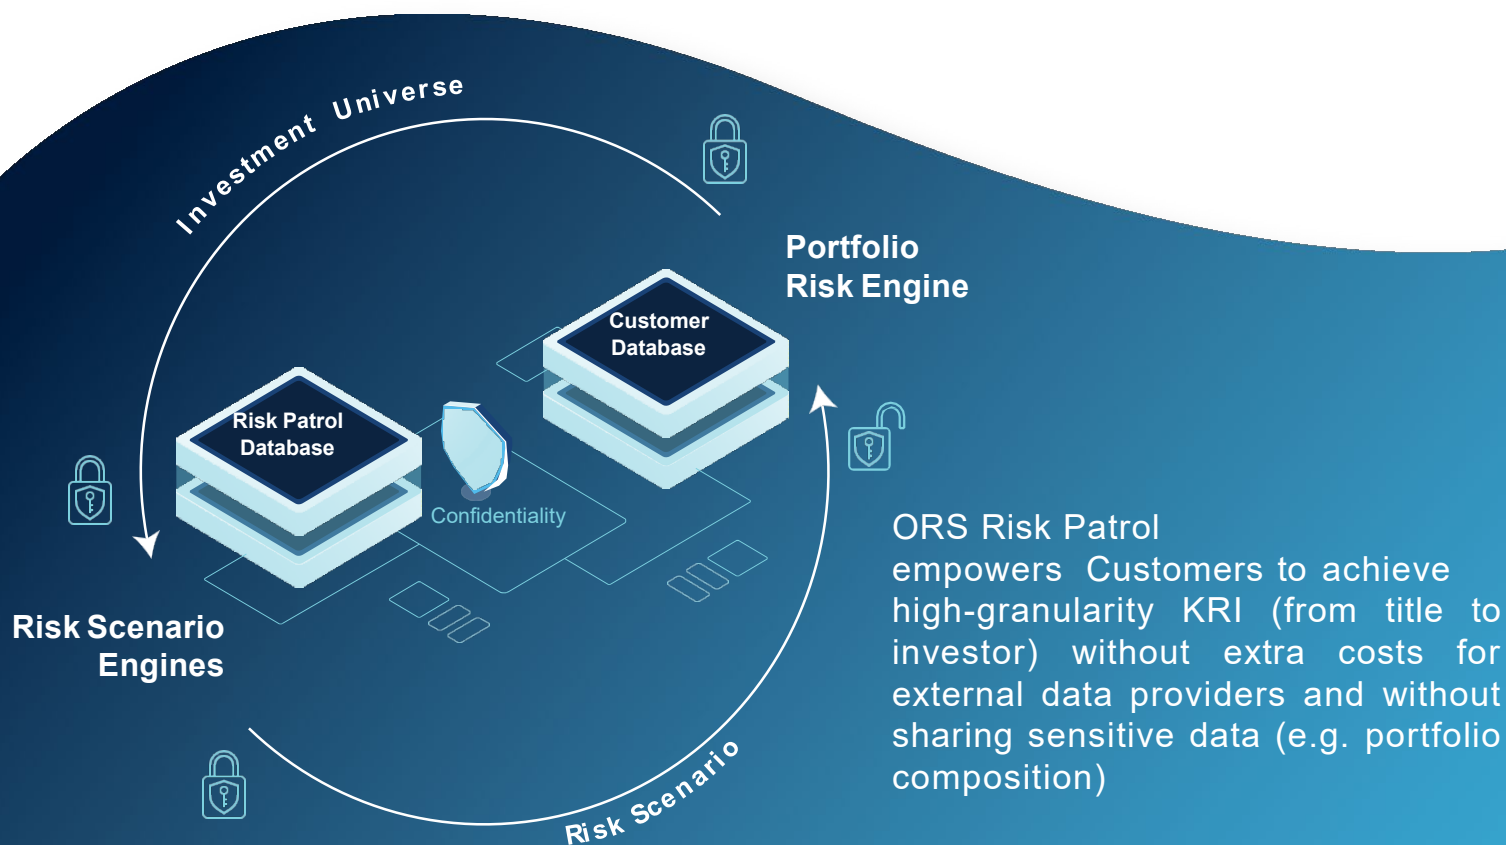 Investment Universe
Portfolio
Risk Engine
Customer
Database
Risk Patrol
Database
Confidentiality
Risk Scenario
Engines
Risk Scenario
ORS Risk Patrol
empowers Customers to achieve
high-granularity KRI (from title to
investor) without extra costs for
external data providers and without
sharing sensitive data (e.g. portfolio
composition)